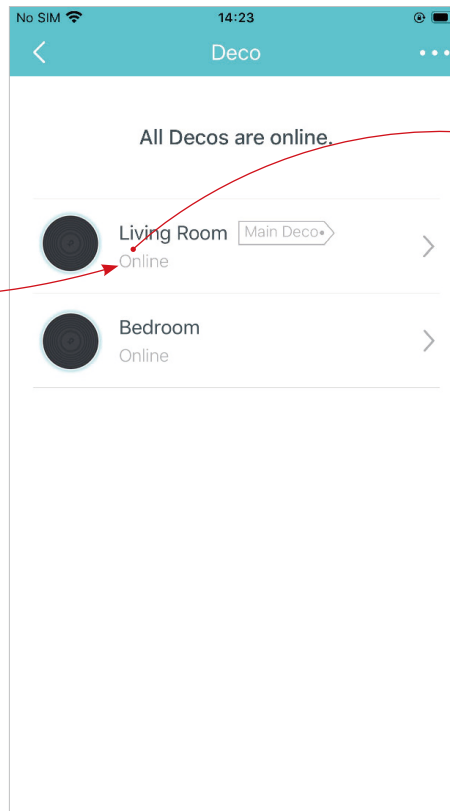 No SIM 14:23
Deco
All Decos are online.
Living Room Main Deco
Online
Bedroom
Online